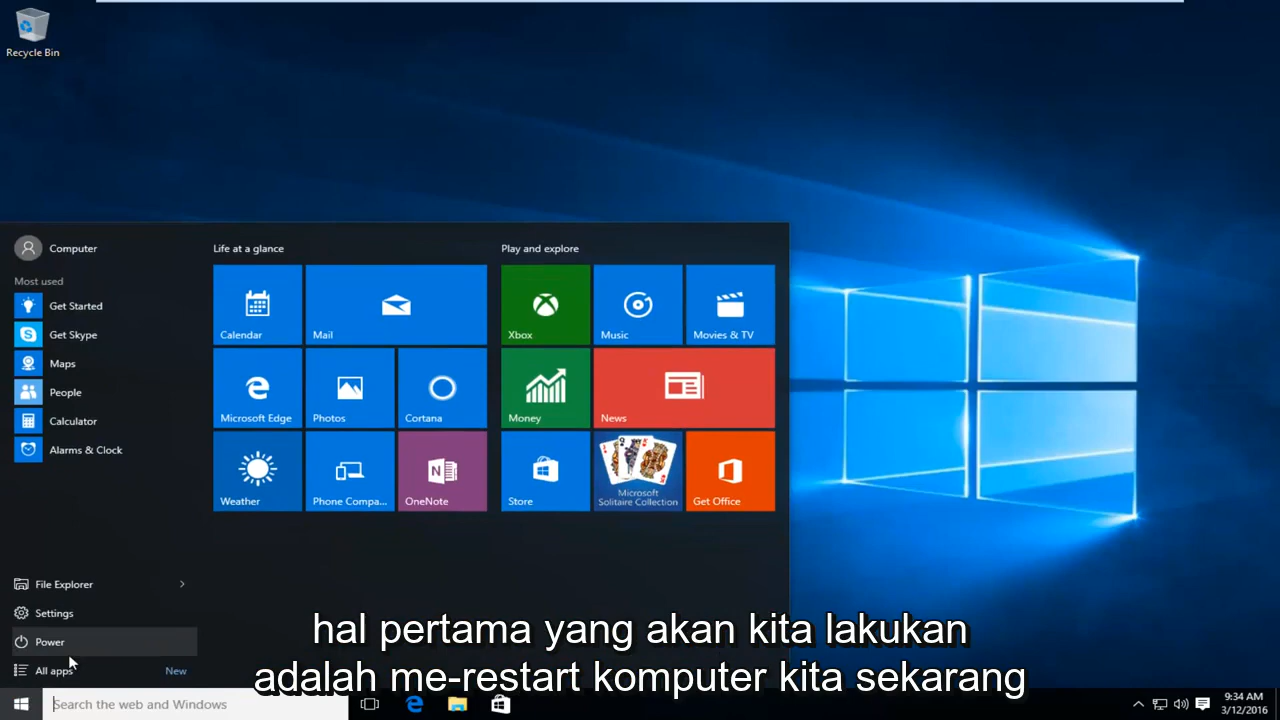 Recycle Bin
Computer
Most used
Get Started
Get Skype
Maps
People
Calculator
Alarms & Clock
File Explorer
Settings
Power
All apps New
Life at a glance
Calendar
Mail
Microsoft Edge
Photos
Cortana
Weather
Phone Compa...
OneNote
Play and explore
Xbox
Music
Movies & TV
Money
News
Store
Microsoft
Solitaire Collection
Get Office
hal pertama yang akan kita lakukan
adalah me-restart komputer kita sekarang
Search the web and Windows
9:34 AM
3/12/2016